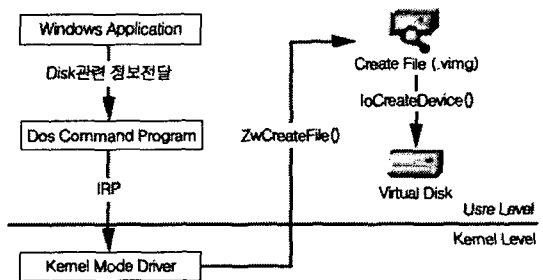 Windows Application
Disk관련 정보전달
Dos Command Program
IRP
Kernel Mode Driver
ZwCreateFile()
Create File (.vimg)
IoCreateDevice()
Virtual Disk
Usre Level
Kernel Level